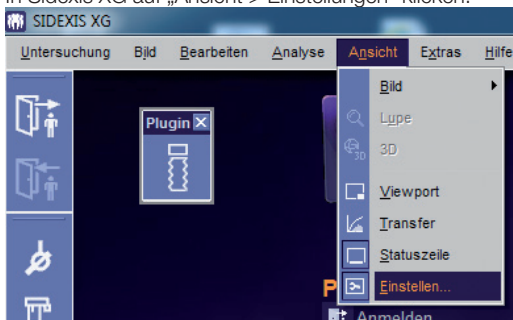 In Sidexis XG auf „Ansicht > Einstellungen“ klicken.
SIDEXIS XG
Untersuchung Bild Bearbeiten Analyse Ansicht Extras Hilfe
Plugin
Bild
Lupe
3D
3D
Viewport
Transfer
Statuszeile
Einstellen...
P
Anmelden